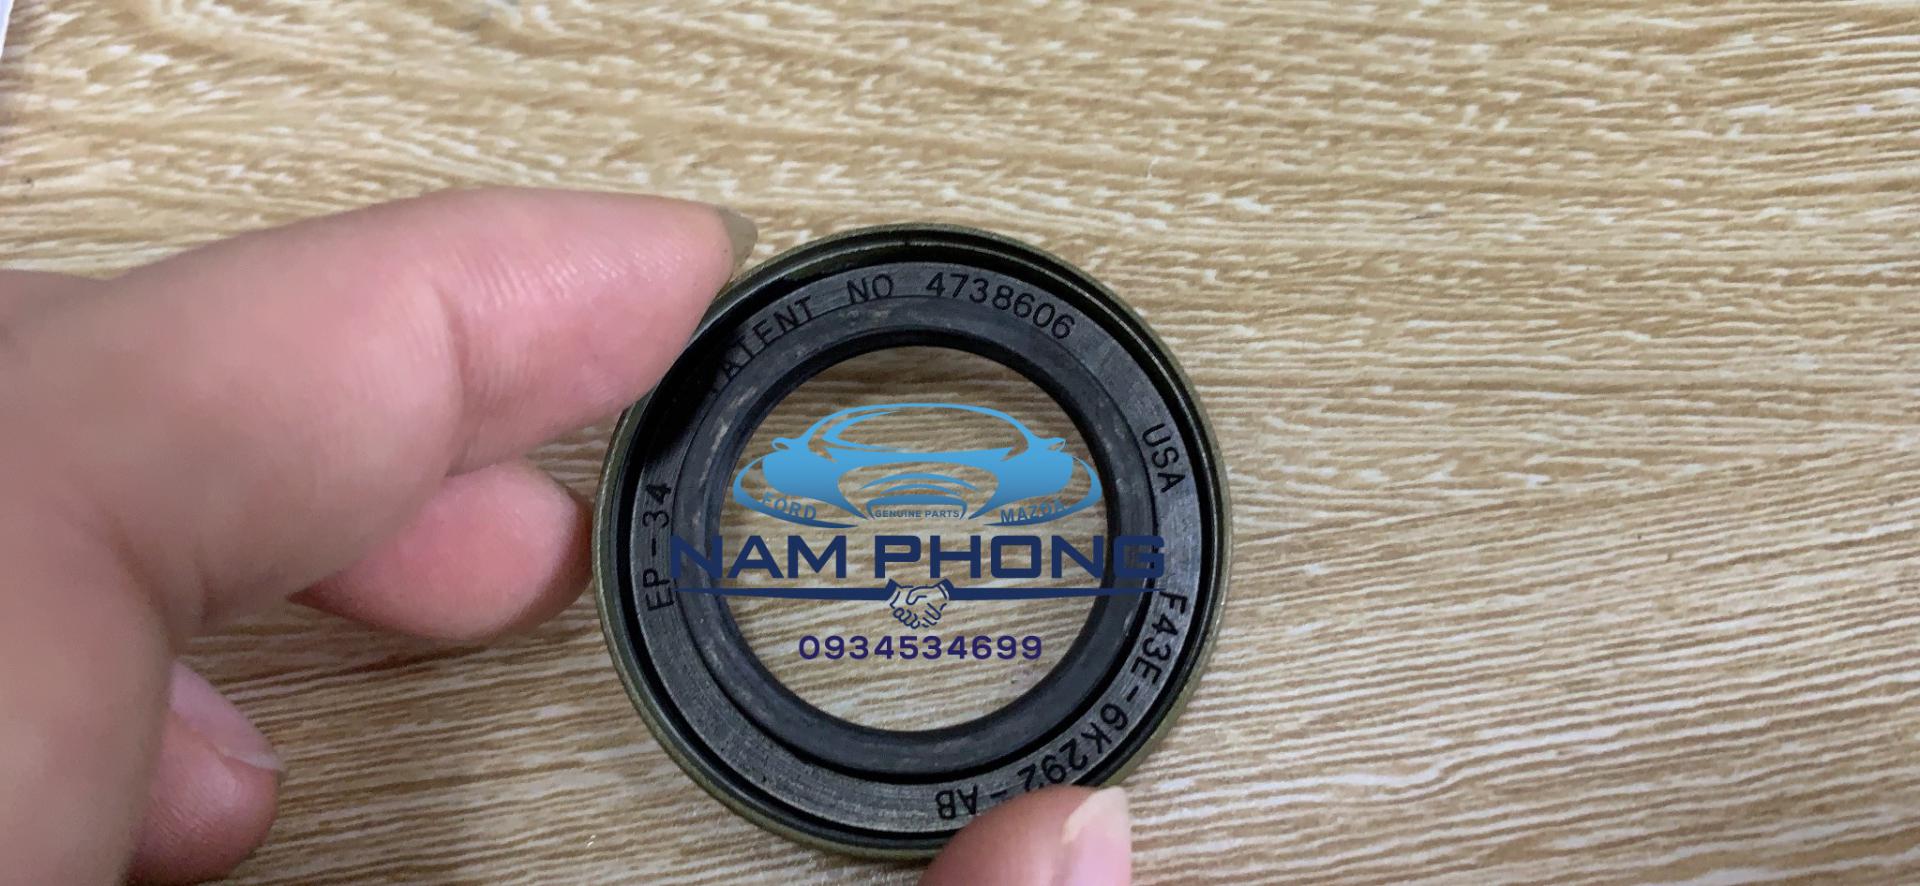 PATENT NO 4738606
USA
F43E-6K292-AB
EP-34
FORD
GENUINE PARTS
MAZDA
NAM PHONG
0934534699